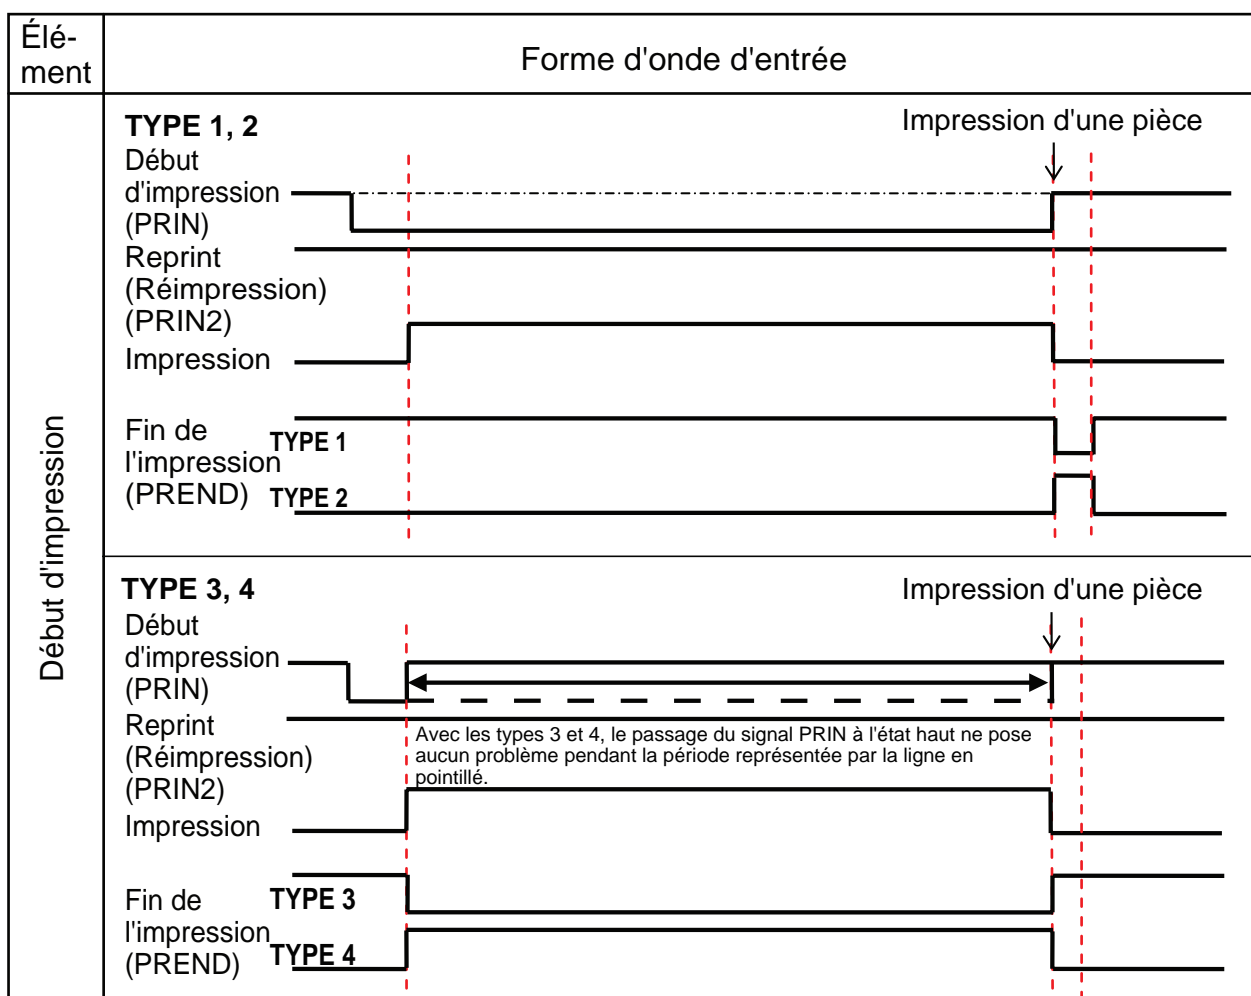 Élé-
ment
Forme d'onde d'entrée
Début d'impression
TYPE 1, 2
Impression d'une pièce
Début
d'impression
(PRIN)
Reprint
(Réimpression)
(PRIN2)
Impression
Fin de
l'impression
(PREND)
TYPE 1
TYPE 2
TYPE 3, 4
Impression d'une pièce
Début
d'impression
(PRIN)
Reprint
(Réimpression)
(PRIN2)
Avec les types 3 et 4, le passage du signal PRIN à l'état haut ne pose
aucun problème pendant la période représentée par la ligne en
pointillé.
Impression
Fin de
l'impression
(PREND)
TYPE 3
TYPE 4